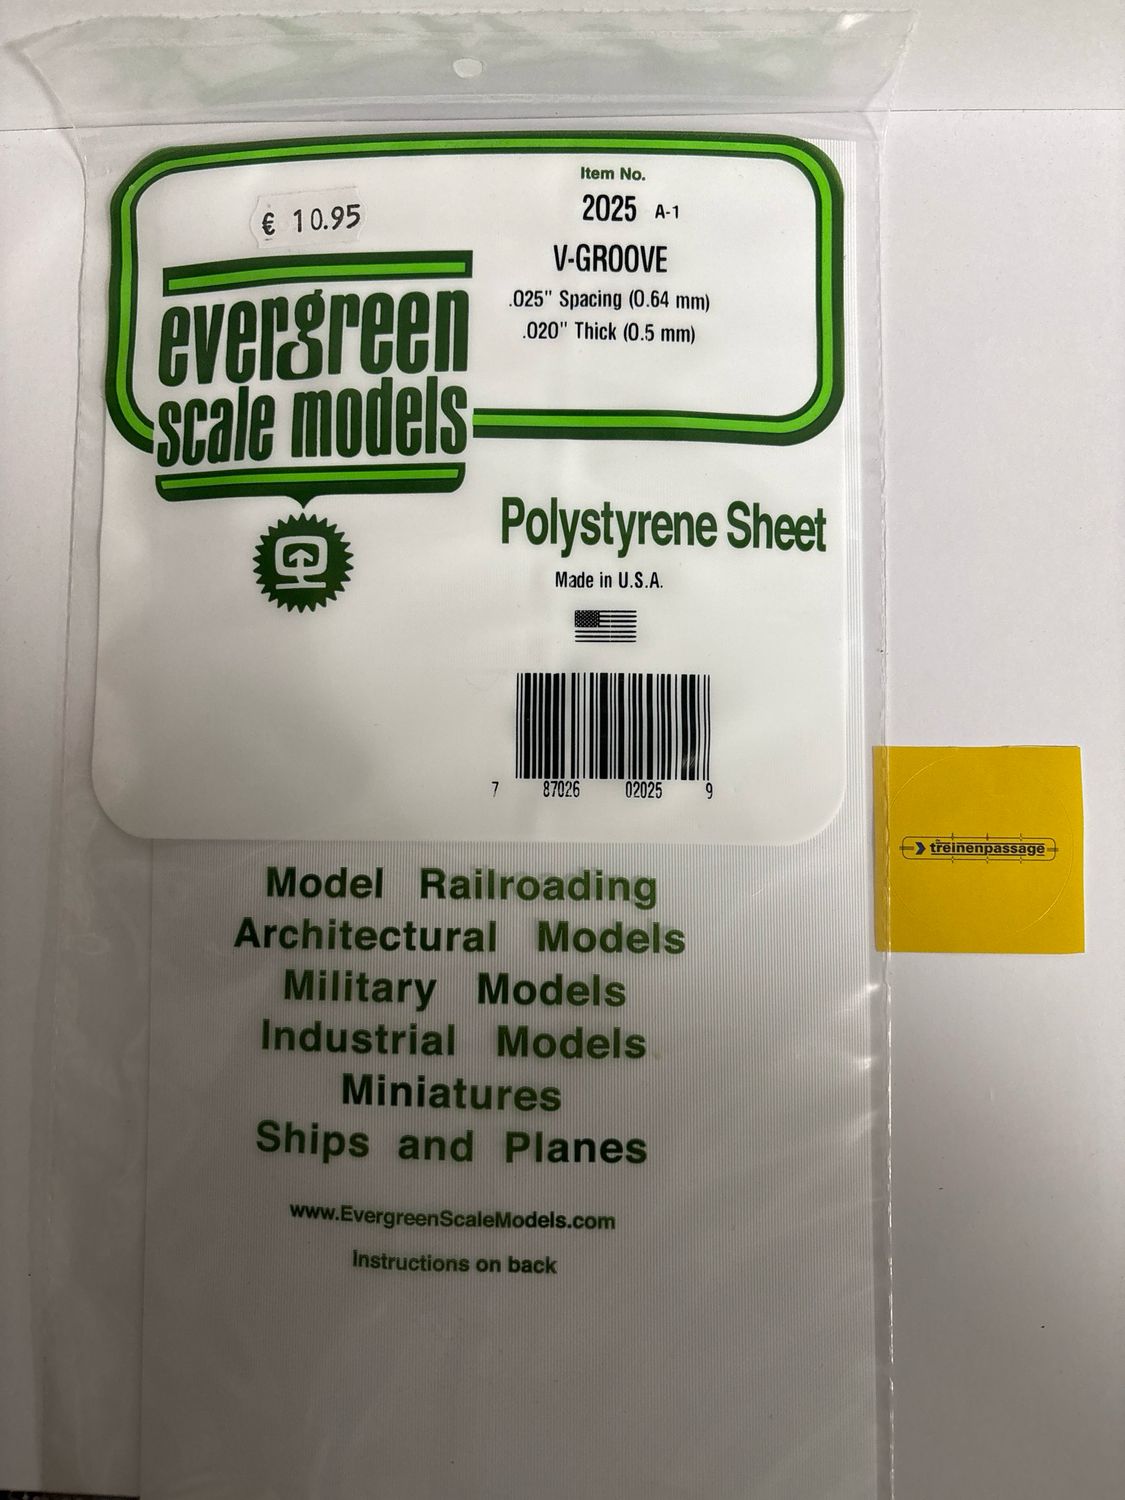 Item No.
2025 A-1
€ 10.95
V-GROOVE
.025" Spacing (0.64 mm)
.020" Thick (0.5 mm)
evergreen
scale models
Polystyrene Sheet
Made in U.S.A.
7 87026 02025 9
treinenpassage
Model Railroading
Architectural Models
Military Models
Industrial Models
Miniatures
Ships and Planes
www.EvergreenScaleModels.com
Instructions on back